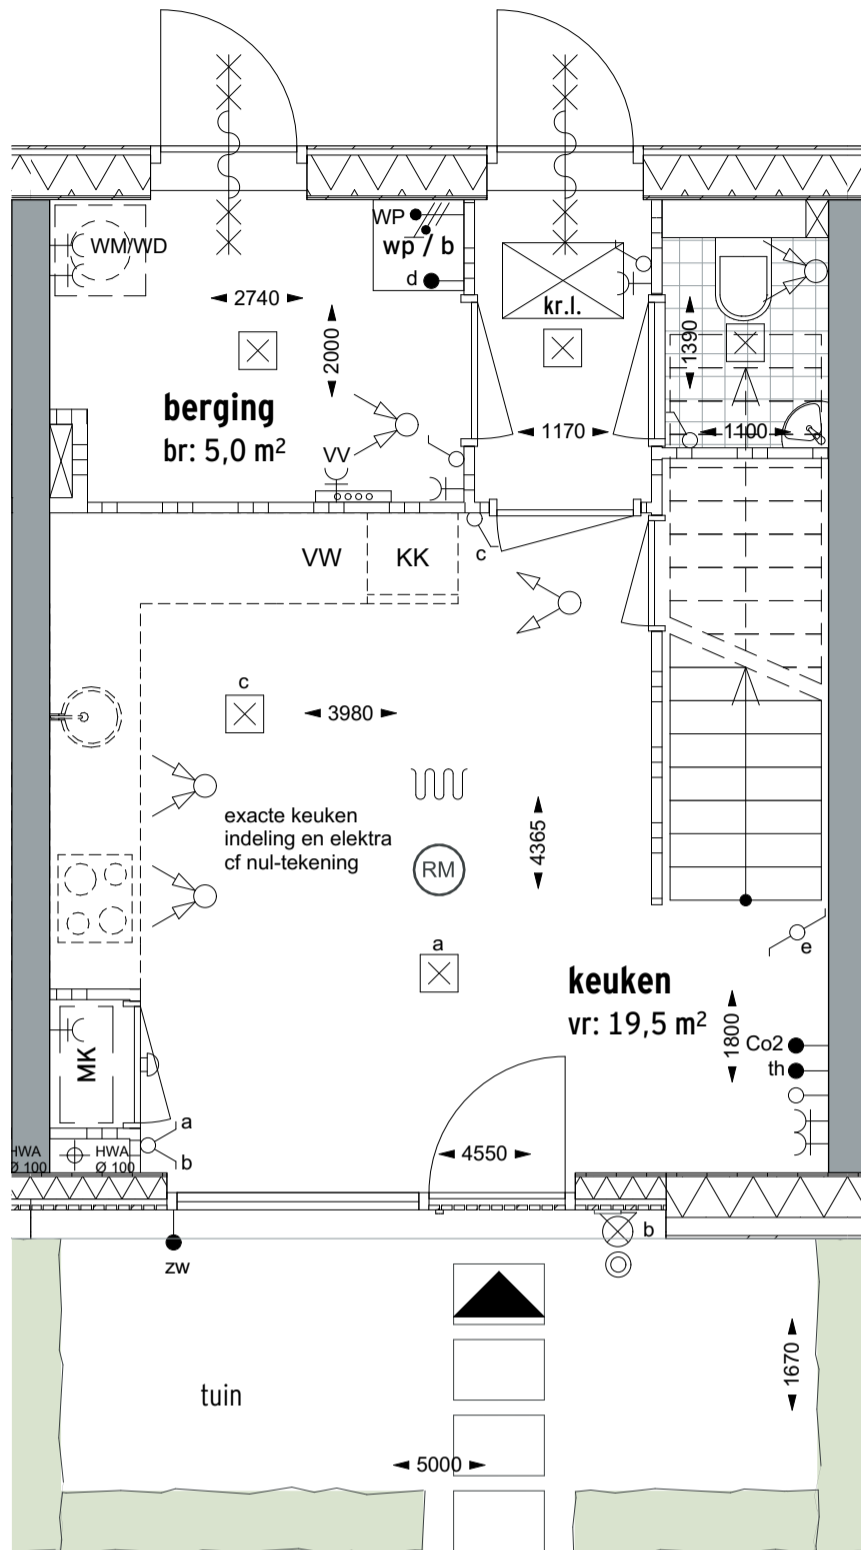 WM/WD
WP
wp / b
d
2740
2000
kr.l.
1390
berging
br: 5,0 m²
1170
1100
VV
VW
KK
c
c
3980
exacte keuken
indeling en elektra
cf nul-tekening
4365
RM
a
e
keuken
vr: 19,5 m²
1800
Co2
th
MK
a
b
HWA
Ø 100
HWA
Ø 100
4550
b
zw
1670
tuin
5000